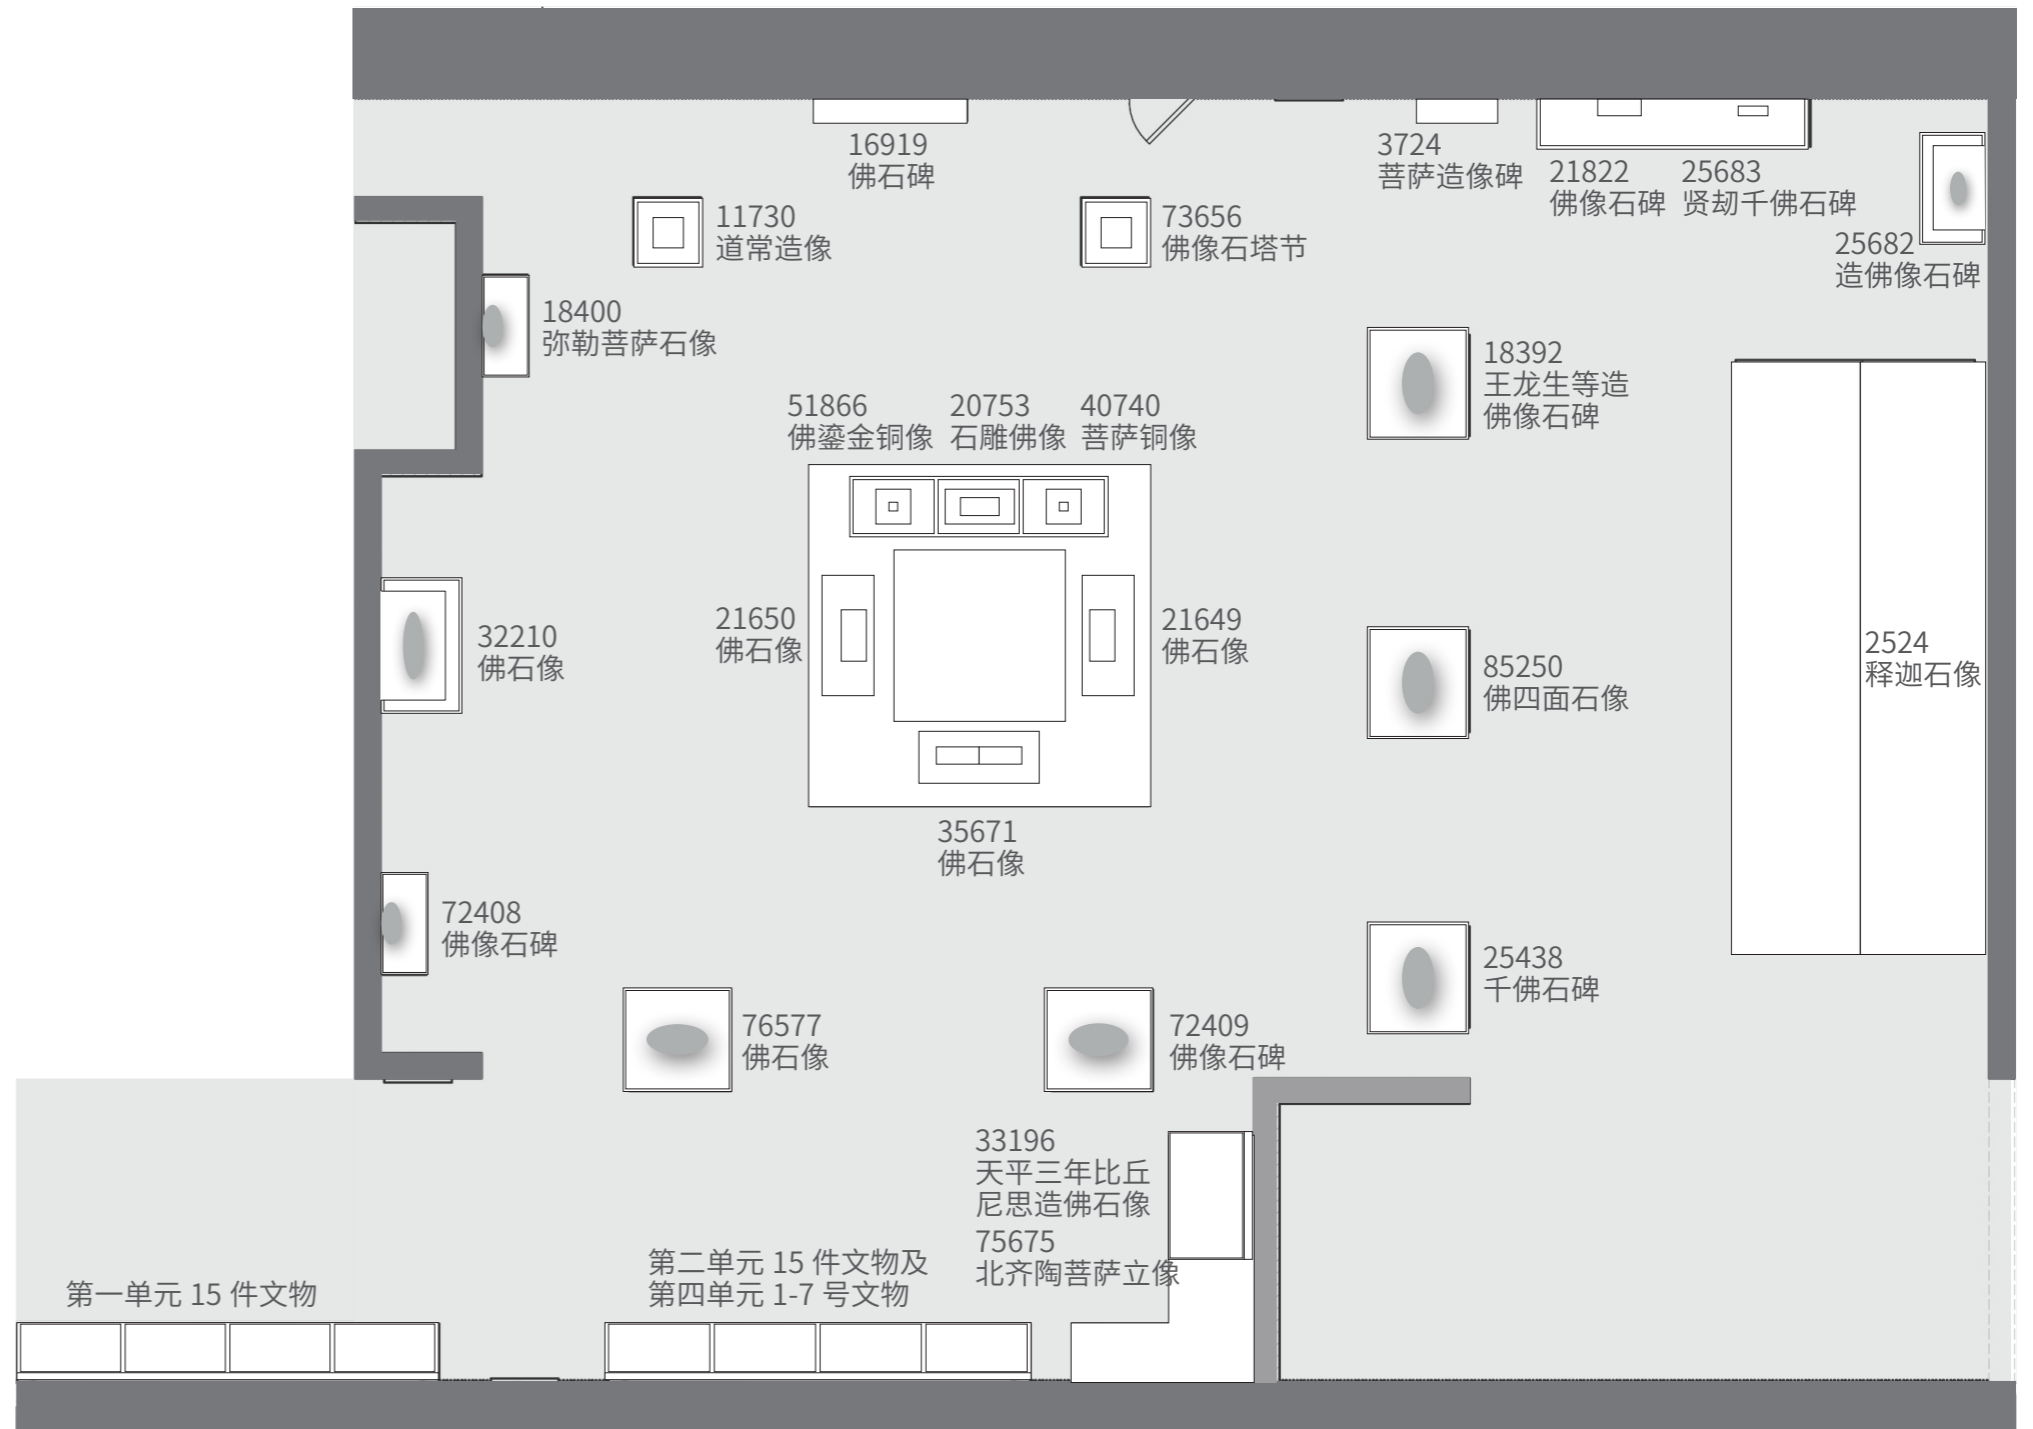 16919
佛石碑
3724
菩萨造像碑
21822
佛像石碑
25683
贤劫千佛石碑
11730
道常造像
73656
佛像石塔节
25682
造佛像石碑
18400
弥勒菩萨石像
18392
王龙生等造
佛像石碑
51866
佛鎏金铜像
20753
石雕佛像
40740
菩萨铜像
21650
佛石像
21649
佛石像
32210
佛石像
85250
佛四面石像
2524
释迦石像
35671
佛石像
72408
佛像石碑
25438
千佛石碑
76577
佛石像
72409
佛像石碑
33196
天平三年比丘
尼思造佛石像
75675
北齐陶菩萨立像
第二单元 15 件文物及
第四单元 1-7 号文物
第一单元 15 件文物